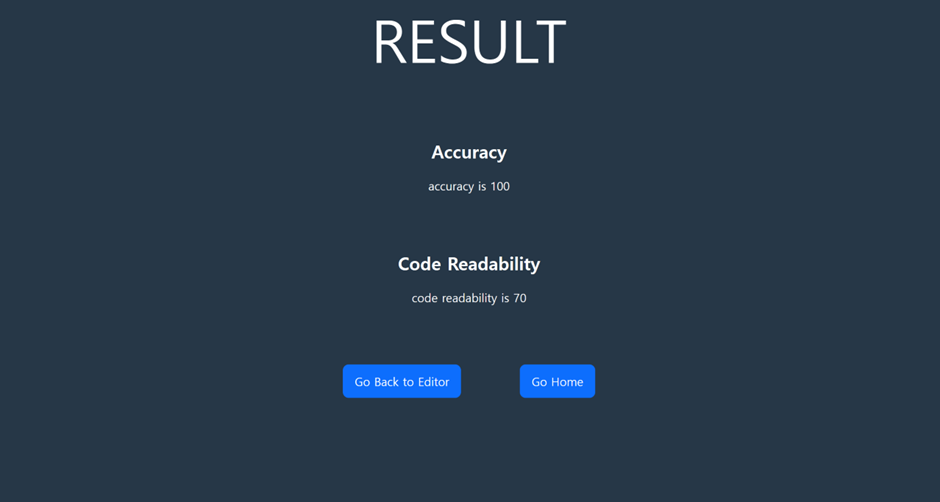 RESULT
Accuracy
accuracy is 100
Code Readability
code readability is 70
Go Back to Editor
Go Home